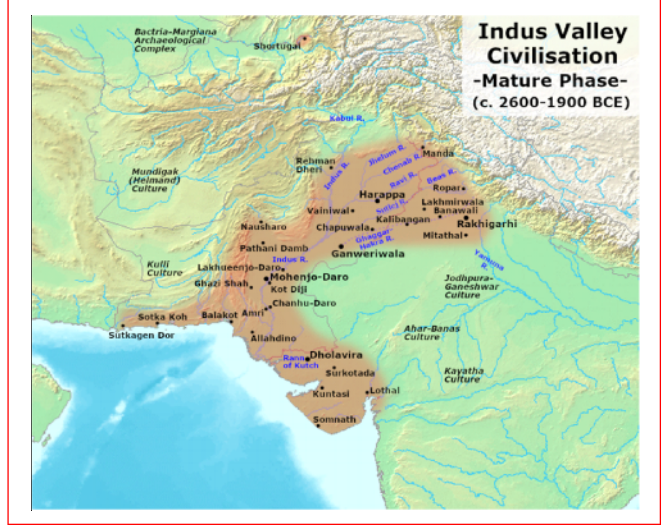 Indus Valley
Civilisation
-Mature Phase-
(c. 2600-1900 BCE)
Bactria-Margiana
Archaeological
Complex
Shortugai
Kabul R.
Rehman
Dheri
Indus R.
Jhelum R.
Chenab R.
Manda
Ravi R.
Beas R.
Mundigak
(Helmand)
Culture
Harappa
Ropar
Sutlej R.
Lakhmirwala
Vainiwal
Banawali
Kalibangan
Rakhigarhi
Nausharo
Chapuwala
Mitathal
Ghaggar-
Hakra R.
Pathani Damb
Ganweriwala
Indus R.
Yamuna
R.
Kulli
Culture
Lakhueenjo-Daro
Mohenjo-Daro
Ghazi Shah
Kot Diji
Jodhpura-
Ganeshwar
Culture
Chanhu-Daro
Sotka Koh
Balakot
Amri
Sutkagen Dor
Allahdino
Ahar-Banas
Culture
Rann
of Kutch
Dholavira
Surkotada
Kayatha
Culture
Kuntasi
Lothal
Somnath